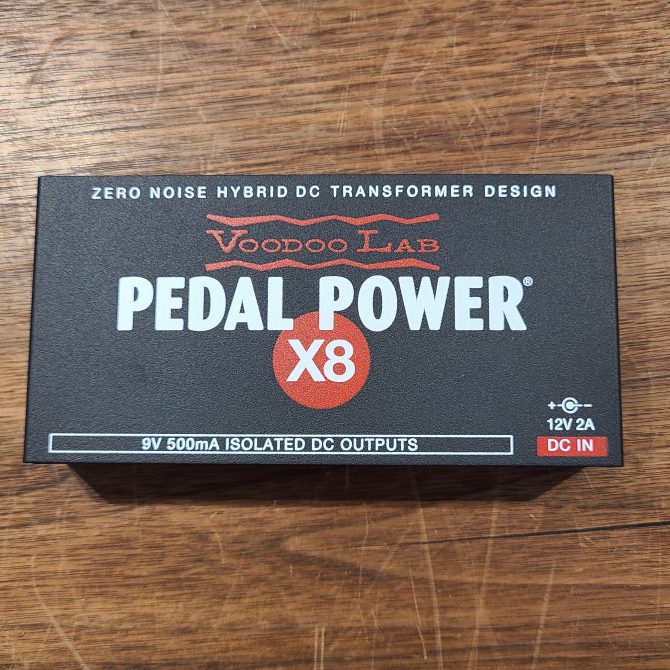 ZERO NOISE HYBRID DC TRANSFORMER DESIGN
VOODOO LAB
PEDAL POWER®
X8
+ -
12V 2A
9V 500mA ISOLATED DC OUTPUTS
DC IN